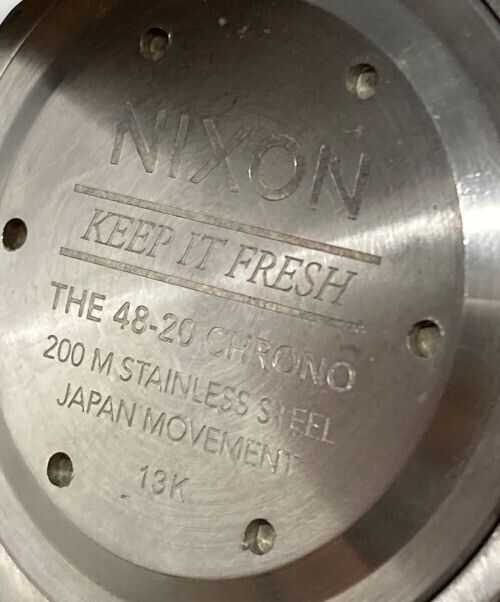 NIXON
KEEP IT FRESH
THE 48-20 CHRONO
200 M STAINLESS STEEL
JAPAN MOVEMENT
13K